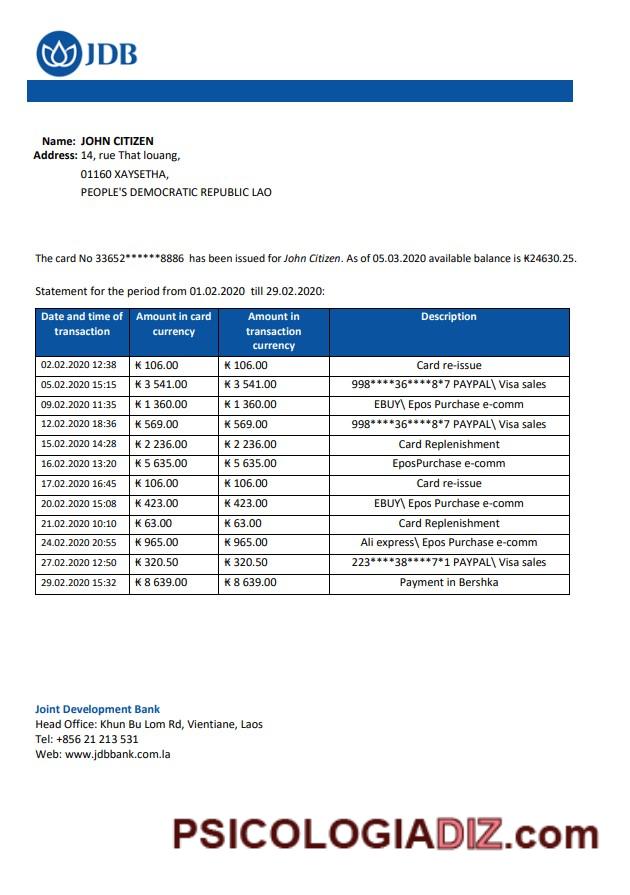 JDB
Name: JOHN CITIZEN
Address: 14, rue That louang,
01160 XAYSETHA,
PEOPLE'S DEMOCRATIC REPUBLIC LAO
The card No 33652******8886 has been issued for John Citizen. As of 05.03.2020 available balance is ₭24630.25.
Statement for the period from 01.02.2020 till 29.02.2020:
Date and time of transaction Amount in card currency Amount in transaction currency Description
02.02.2020 12:38 ₭ 106.00 ₭ 106.00 Card re-issue
05.02.2020 15:15 ₭ 3 541.00 ₭ 3 541.00 998****36****8*7 PAYPAL\ Visa sales
09.02.2020 11:35 ₭ 1 360.00 ₭ 1 360.00 EBUY\ Epos Purchase e-comm
12.02.2020 18:36 ₭ 569.00 ₭ 569.00 998****36****8*7 PAYPAL\ Visa sales
15.02.2020 14:28 ₭ 2 236.00 ₭ 2 236.00 Card Replenishment
16.02.2020 13:20 ₭ 5 635.00 ₭ 5 635.00 EposPurchase e-comm
17.02.2020 16:45 ₭ 106.00 ₭ 106.00 Card re-issue
20.02.2020 15:08 ₭ 423.00 ₭ 423.00 EBUY\ Epos Purchase e-comm
21.02.2020 10:10 ₭ 63.00 ₭ 63.00 Card Replenishment
24.02.2020 20:55 ₭ 965.00 ₭ 965.00 Ali express\ Epos Purchase e-comm
27.02.2020 12:50 ₭ 320.50 ₭ 320.50 223****38****7*1 PAYPAL\ Visa sales
29.02.2020 15:32 ₭ 8 639.00 ₭ 8 639.00 Payment in Bershka
Joint Development Bank
Head Office: Khun Bu Lom Rd, Vientiane, Laos
Tel: +856 21 213 531
Web: www.jdbbank.com.la
PSICOLOGIADIZ.com